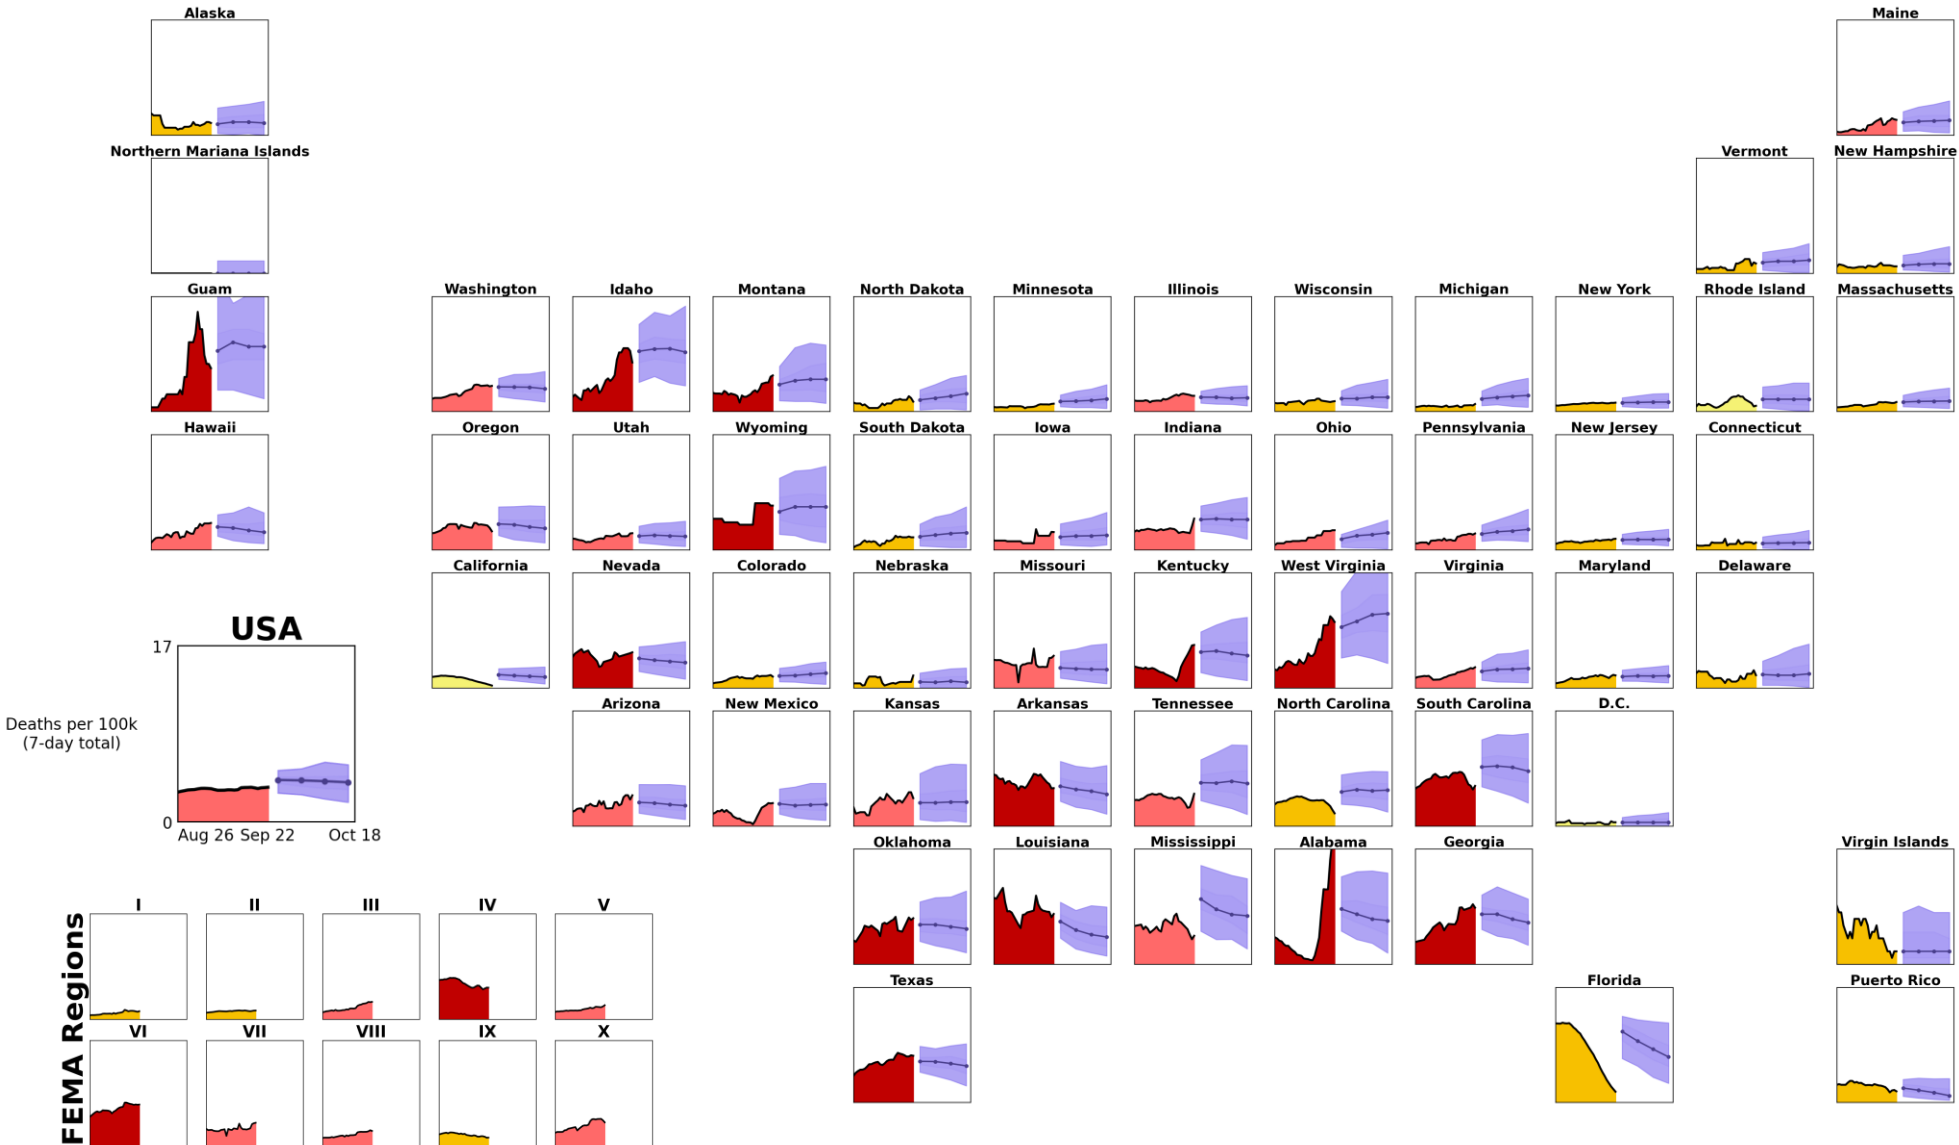 Alaska
Maine
Northern Mariana Islands
Vermont
New Hampshire
Guam
Washington
Idaho
Montana
North Dakota
Minnesota
Illinois
Wisconsin
Michigan
New York
Rhode Island
Massachusetts
Hawaii
Oregon
Utah
Wyoming
South Dakota
Iowa
Indiana
Ohio
Pennsylvania
New Jersey
Connecticut
California
Nevada
Colorado
Nebraska
Missouri
Kentucky
West Virginia
Virginia
Maryland
Delaware
USA
17
Deaths per 100k
(7-day total)
0
Aug 26 Sep 22 Oct 18
Arizona
New Mexico
Kansas
Arkansas
Tennessee
North Carolina
South Carolina
D.C.
Oklahoma
Louisiana
Mississippi
Alabama
Georgia
Virgin Islands
Texas
Florida
Puerto Rico
FEMA Regions
I
II
III
IV
V
VI
VII
VIII
IX
X